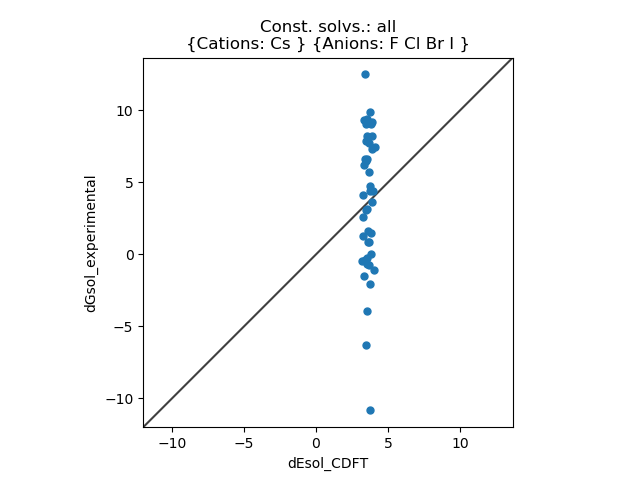 Const. solvs.: all
{Cations: Cs } {Anions: F Cl Br I }
10
5
0
−5
−10
dGsol_experimental
−10
−5
0
5
10
dEsol_CDFT